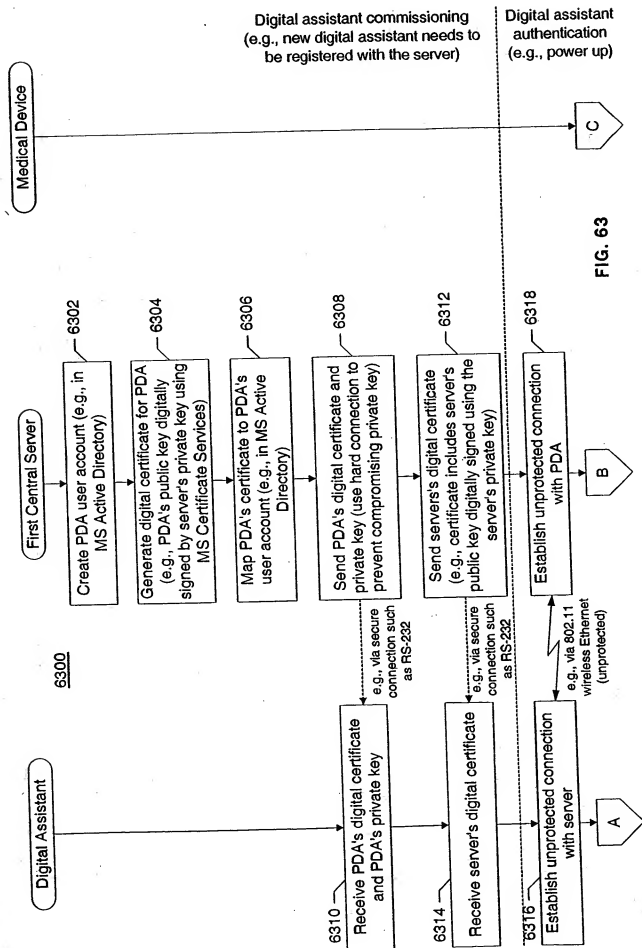 Medical Device
First Central Server
Digital Assistant
Digital assistant commissioning
(e.g., new digital assistant needs to
be registered with the server)
Digital assistant
authentication
(e.g., power up)
6300
6302
Create PDA user account (e.g., in
MS Active Directory)
6304
Generate digital certificate for PDA
(e.g., PDA's public key digitally
signed by server's private key using
MS Certificate Services)
6306
Map PDA's certificate to PDA's
user account (e.g., in MS Active
Directory)
6308
Send PDA's digital certificate and
private key (use hard connection to
prevent compromising private key)
e.g., via secure
connection such
as RS-232
6310
Receive PDA's digital certificate
and PDA's private key
6312
Send servers's digital certificate
(e.g., certificate includes server's
public key digitally signed using the
server's private key)
e.g., via secure
connection such
as RS-232
6314
Receive server's digital certificate
6318
Establish unprotected connection
with PDA
e.g., via 802.11
wireless Ethernet
(unprotected)
6316
Establish unprotected connection
with server
A
B
C
FIG. 63